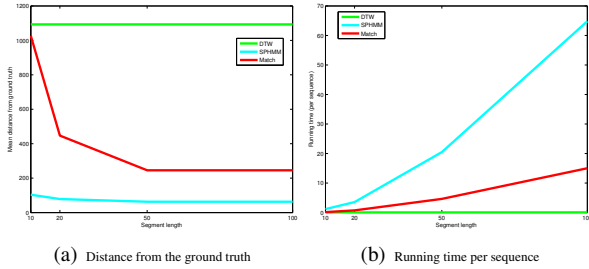 1200
1000
800
600
400
200
0
Mean distance from ground truth
DTW
SPHMM
Match
10 20 50 100
Segment length
(a) Distance from the ground truth
70
60
50
40
30
20
10
0
Running time (per sequence)
DTW
SPHMM
Match
10 20 50 10
Segment length
(b) Running time per sequence